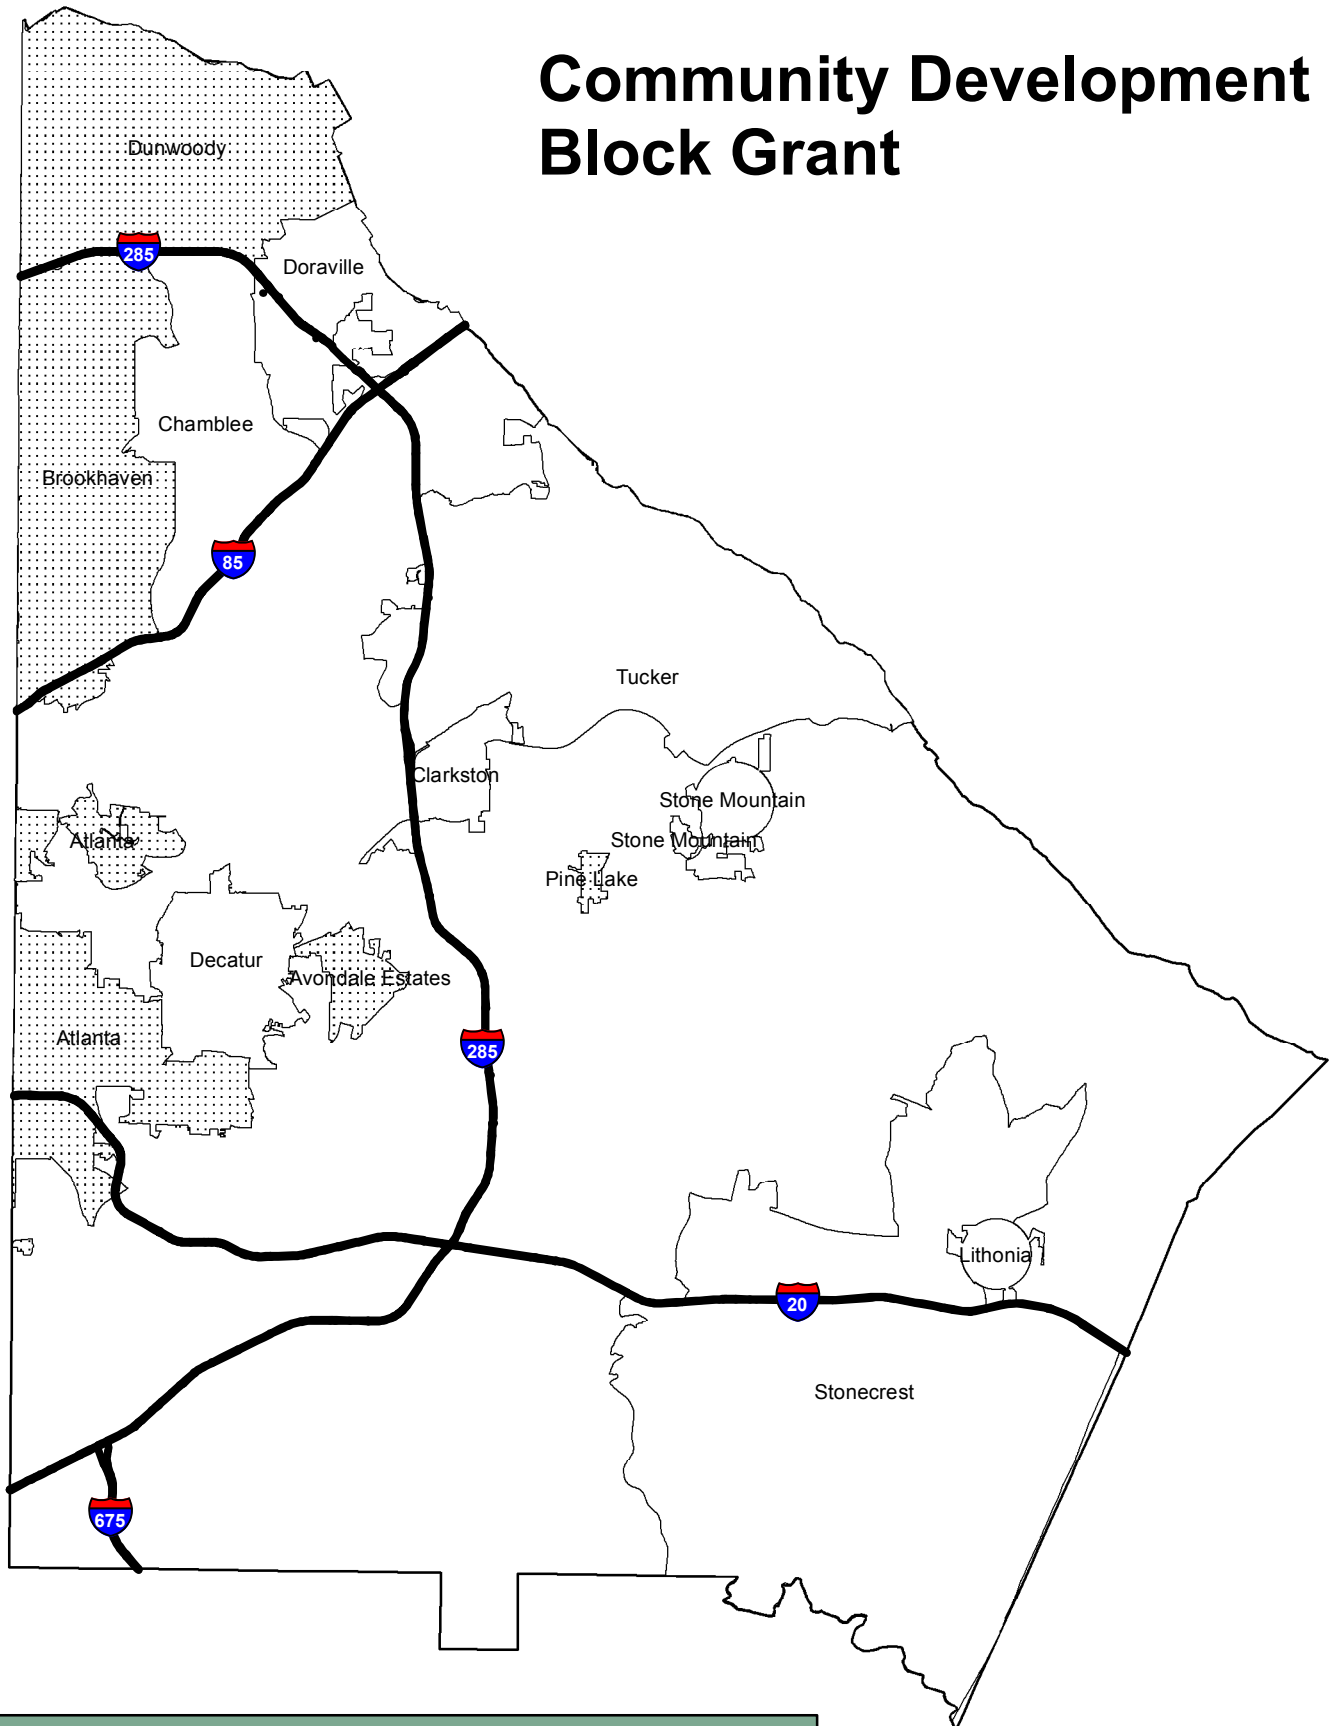 Community Development
Block Grant
Dunwoody
285
Doraville
Chamblee
Brookhaven
85
Tucker
Clarkston
Stone Mountain
Atlanta
Stone Mountain
Pine Lake
Decatur
Avondale Estates
Atlanta
285
Lithonia
20
Stonecrest
675